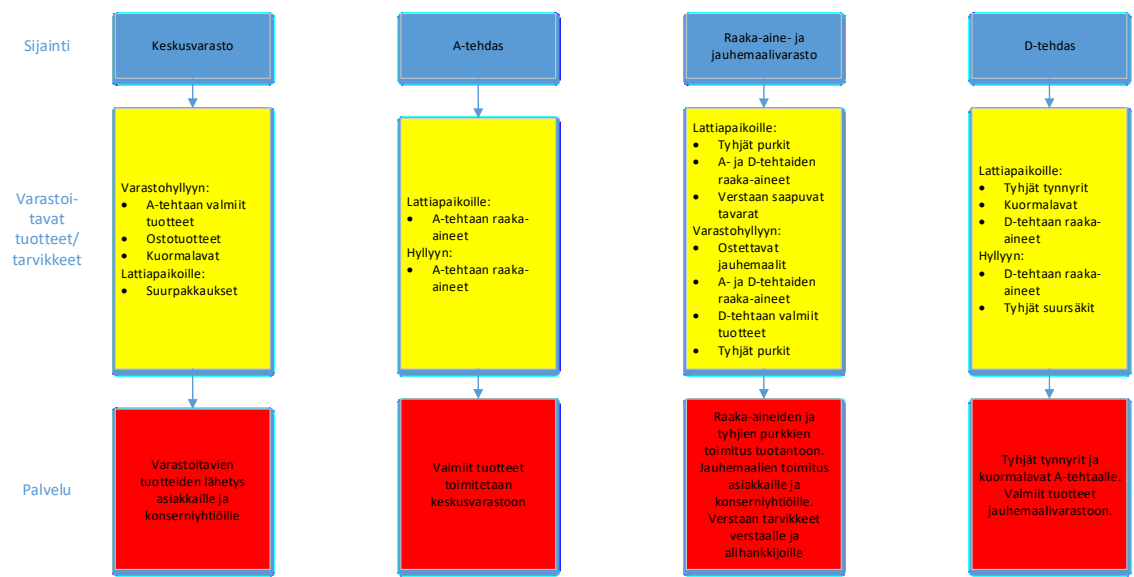 Sijainti
Keskusvarasto
A-tehdas
Raaka-aine- ja
jauhemaalivarasto
D-tehdas
Varastoi-
tavat
tuotteet/
tarvikkeet
Varastohyllyyn:
• A-tehtaan valmiit
tuotteet
• Ostotuotteet
• Kuormalavat
Lattiapaikoille:
• Suurpakkaukset
Lattiapaikoille:
• A-tehtaan raaka-
aineet
Hyllyyn:
• A-tehtaan raaka-
aineet
Lattiapaikoille:
• Tyhjät purkit
• A- ja D-tehtaiden
raaka-aineet
• Verstaan saapuvat
tavarat
Varastohyllyyn:
• Ostettavat
jauhemaalit
• A- ja D-tehtaiden
raaka-aineet
• D-tehtaan valmiit
tuotteet
• Tyhjät purkit
Lattiapaikoille:
• Tyhjät tynnyrit
• Kuormalavat
• D-tehtaan raaka-
aineet
Hyllyyn:
• D-tehtaan raaka-
aineet
• Tyhjät suursäkit
Palvelu
Varastoitavien
tuotteiden lähetys
asiakkaille ja
konserniyhtiöille
Valmiit tuotteet
toimitetaan
keskusvarastoon
Raaka-aineiden ja
tyhjien purkkien
toimitus tuotantoon.
Jauhemaalien toimitus
asiakkaille ja
konserniyhtiöille.
Verstaan tarvikkeet
verstaalle ja
alihankkijoille
Tyhjät tynnyrit ja
kuormalavat A-tehtaalle.
Valmiit tuotteet
jauhemaalivarastoon.